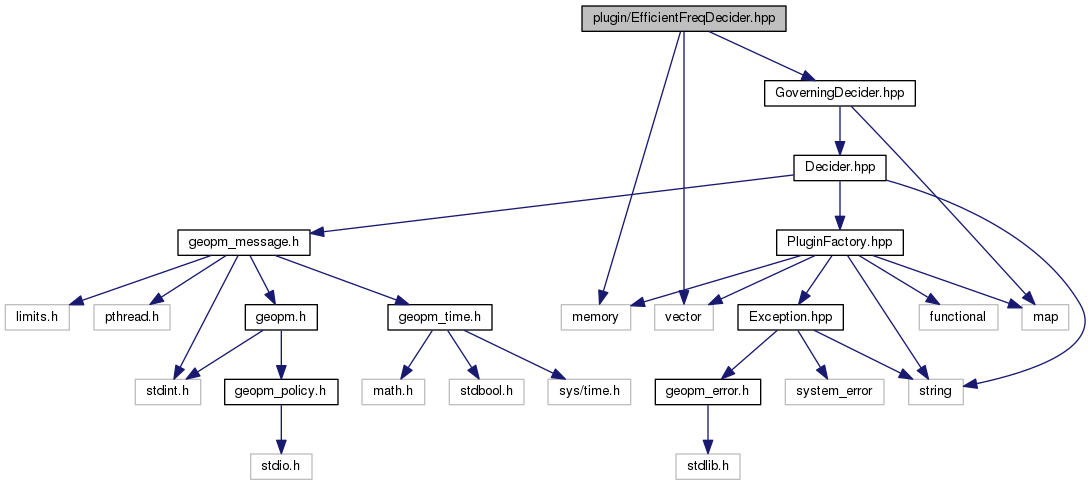 plugin/EfficientFreqDecider.hpp
GoverningDecider.hpp
Decider.hpp
geopm_message.h
PluginFactory.hpp
limits.h
pthread.h
geopm.h
geopm_time.h
memory
vector
Exception.hpp
functional
map
stdint.h
geopm_policy.h
math.h
stdbool.h
sys/time.h
geopm_error.h
system_error
string
stdio.h
stdlib.h